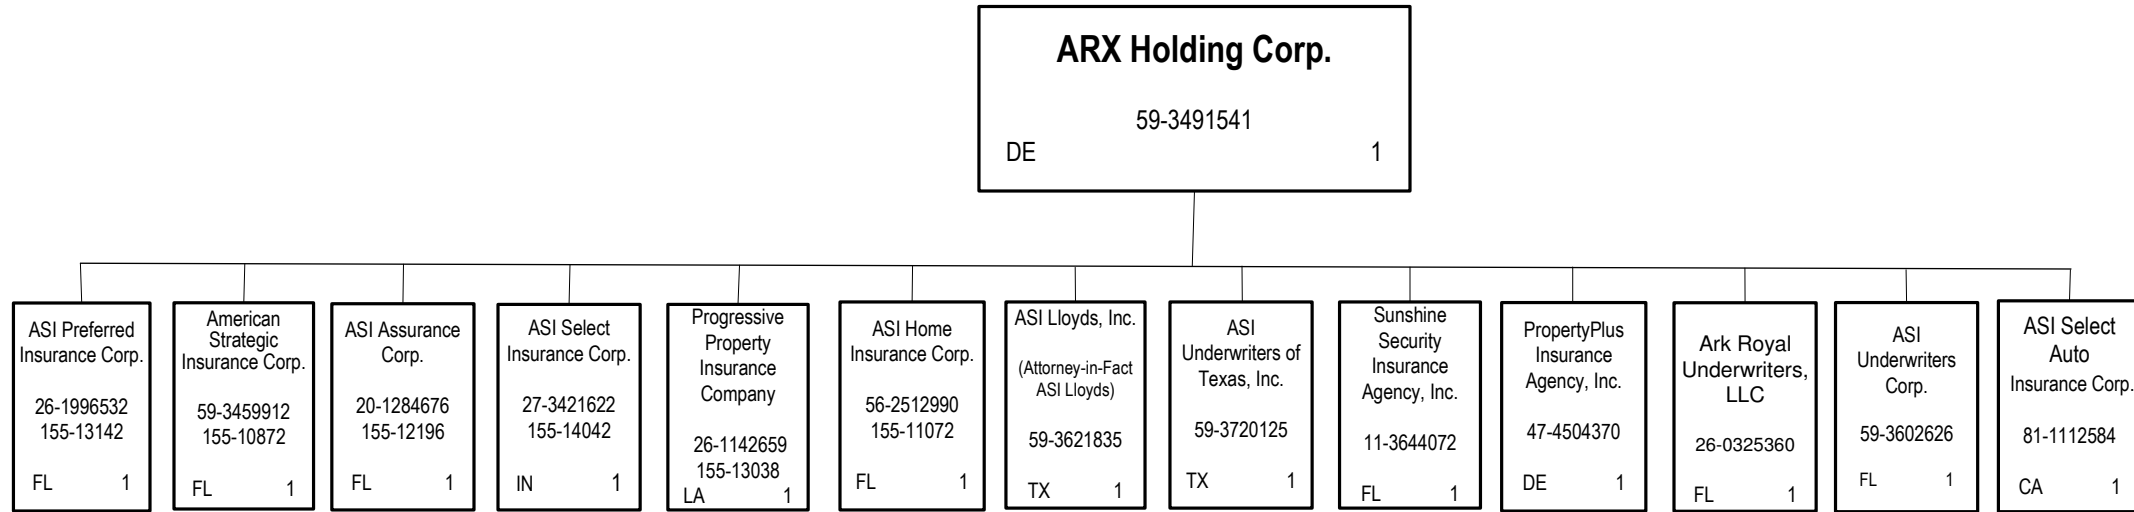 ARX Holding Corp.
59-3491541
DE 1
ASI Preferred
Insurance Corp.
26-1996532
155-13142
FL 1
American
Strategic
Insurance Corp.
59-3459912
155-10872
FL 1
ASI Assurance
Corp.
20-1284676
155-12196
FL 1
ASI Select
Insurance Corp.
27-3421622
155-14042
IN 1
Progressive
Property
Insurance
Company
26-1142659
155-13038
LA 1
ASI Home
Insurance Corp.
56-2512990
155-11072
FL 1
ASI Lloyds, Inc.
(Attorney-in-Fact
ASI Lloyds)
59-3621835
TX 1
ASI
Underwriters of
Texas, Inc.
59-3720125
TX 1
Sunshine
Security
Insurance
Agency, Inc.
11-3644072
FL 1
PropertyPlus
Insurance
Agency, Inc.
47-4504370
DE 1
Ark Royal
Underwriters,
LLC
26-0325360
FL 1
ASI
Underwriters
Corp.
59-3602626
FL 1
ASI Select
Auto
Insurance Corp.
81-1112584
CA 1